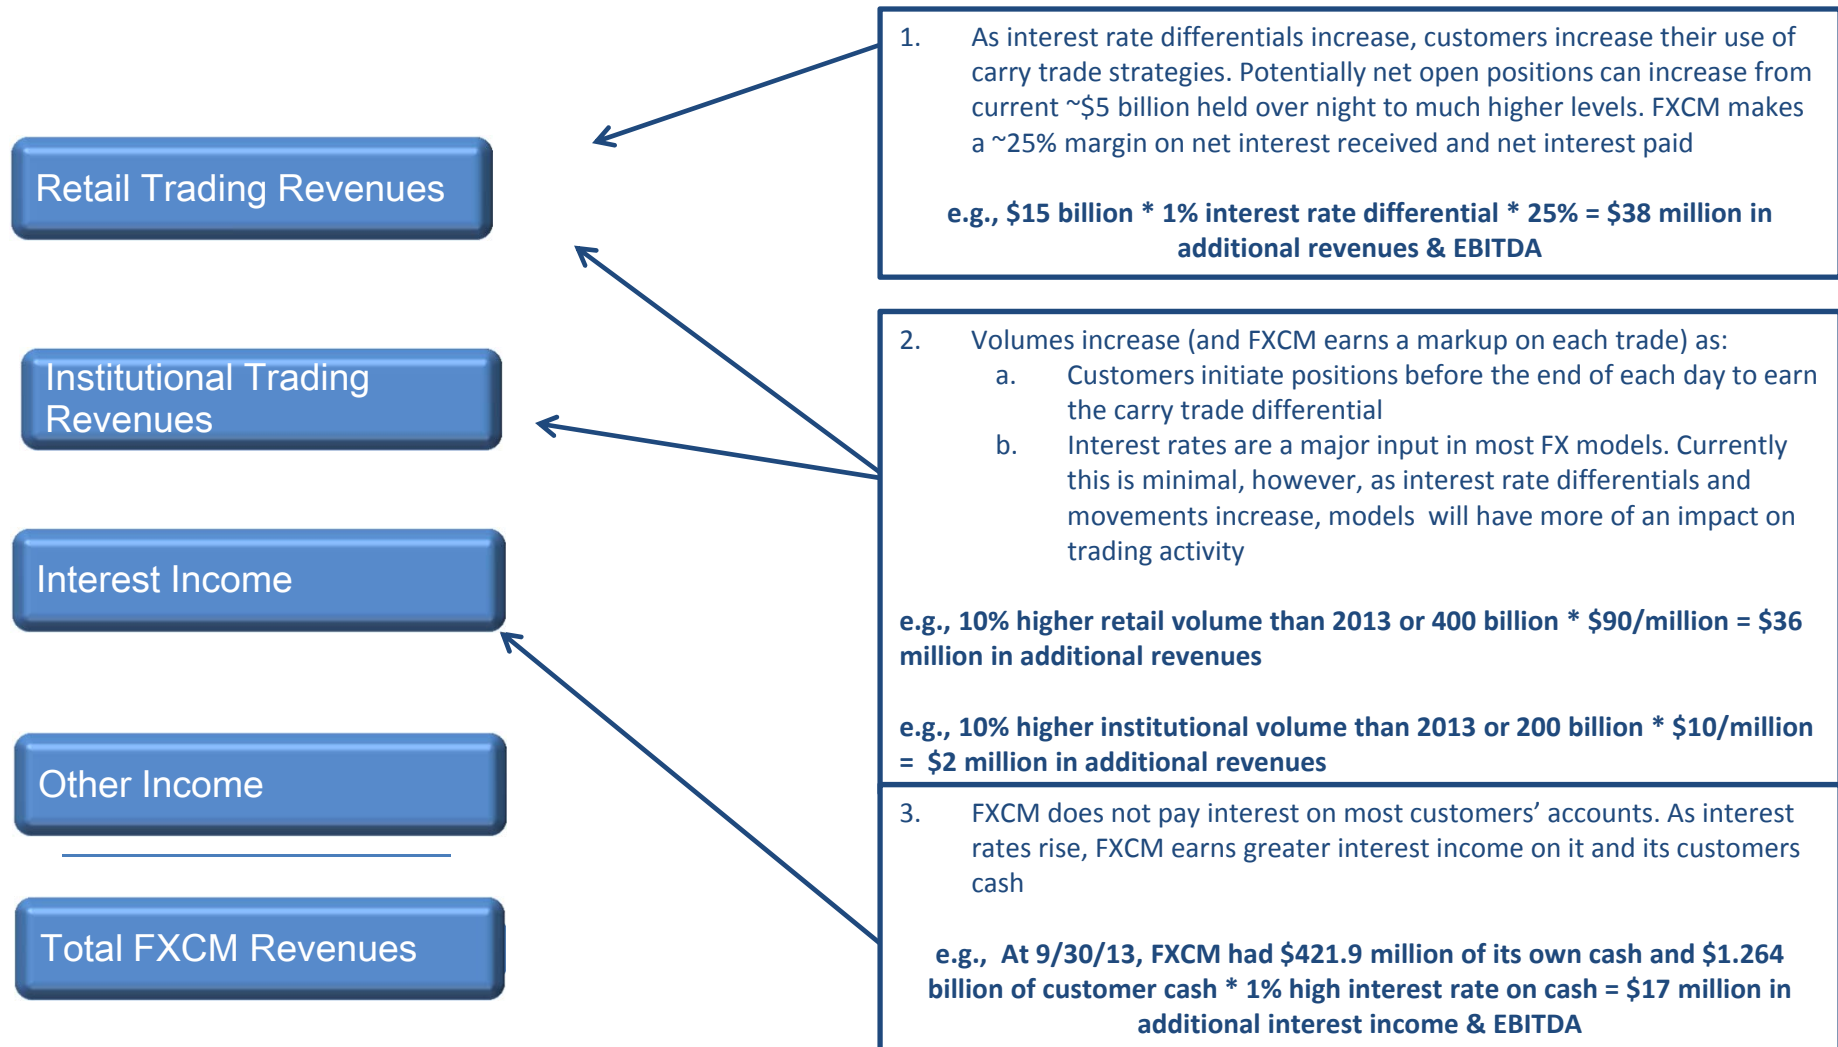 Retail Trading Revenues
Institutional Trading
Revenues
Interest Income
Other Income
Total FXCM Revenues
1. As interest rate differentials increase, customers increase their use of
carry trade strategies. Potentially net open positions can increase from
current ~$5 billion held over night to much higher levels. FXCM makes
a ~25% margin on net interest received and net interest paid
e.g., $15 billion * 1% interest rate differential * 25% = $38 million in
additional revenues & EBITDA
2. Volumes increase (and FXCM earns a markup on each trade) as:
a. Customers initiate positions before the end of each day to earn
the carry trade differential
b. Interest rates are a major input in most FX models. Currently
this is minimal, however, as interest rate differentials and
movements increase, models will have more of an impact on
trading activity
e.g., 10% higher retail volume than 2013 or 400 billion * $90/million = $36
million in additional revenues
e.g., 10% higher institutional volume than 2013 or 200 billion * $10/million
= $2 million in additional revenues
3. FXCM does not pay interest on most customers’ accounts. As interest
rates rise, FXCM earns greater interest income on it and its customers
cash
e.g., At 9/30/13, FXCM had $421.9 million of its own cash and $1.264
billion of customer cash * 1% high interest rate on cash = $17 million in
additional interest income & EBITDA